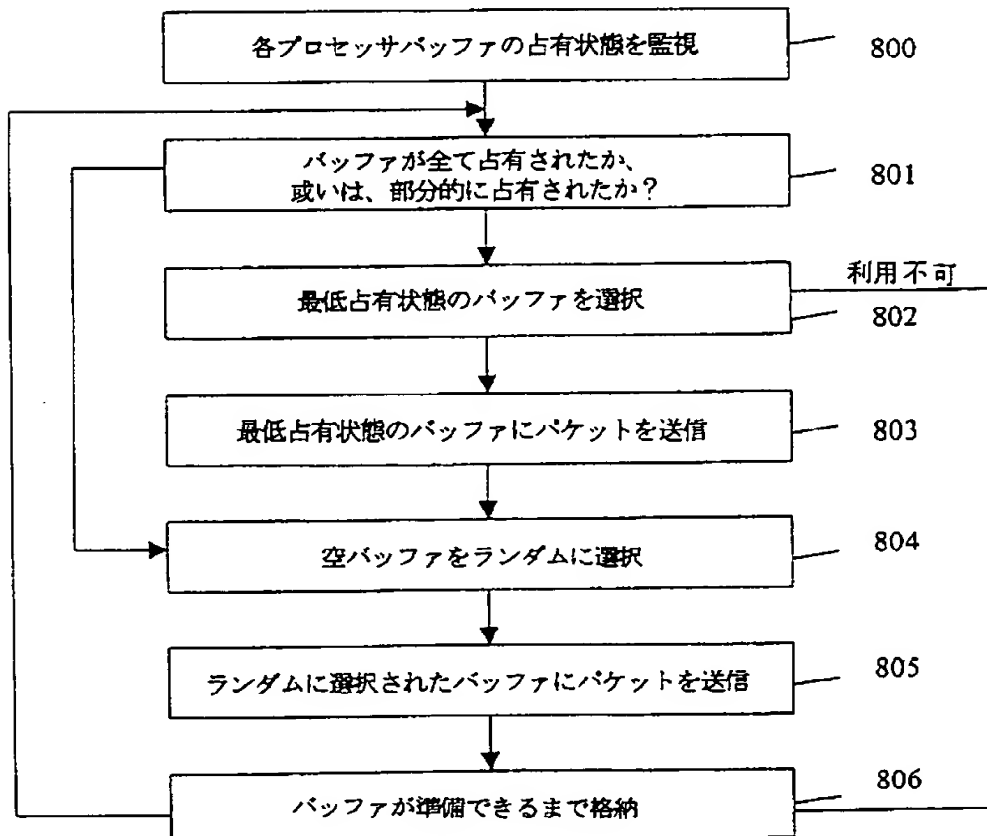 各プロセッサバッファの占有状態を監視
800
バッファが全て占有されたか、
或いは、部分的に占有されたか？
801
利用不可
最低占有状態のバッファを選択
802
最低占有状態のバッファにパケットを送信
803
空バッファをランダムに選択
804
ランダムに選択されたバッファにパケットを送信
805
バッファが準備できるまで格納
806